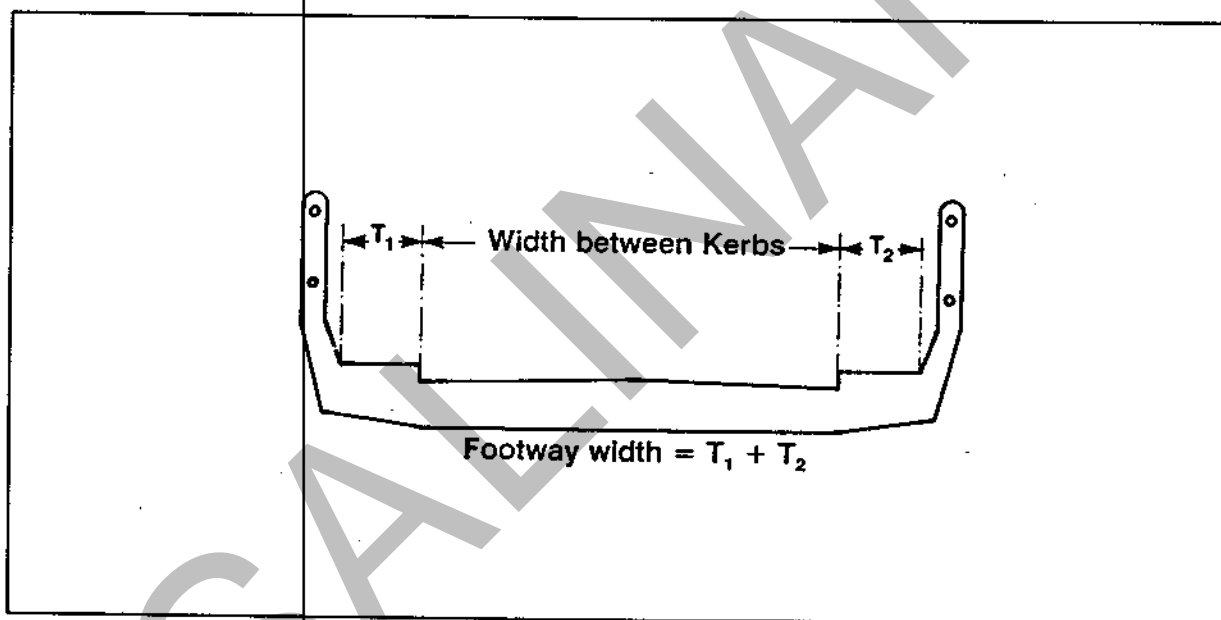 T₁ Width between Kerbs T₂
Footway width = T₁ + T₂